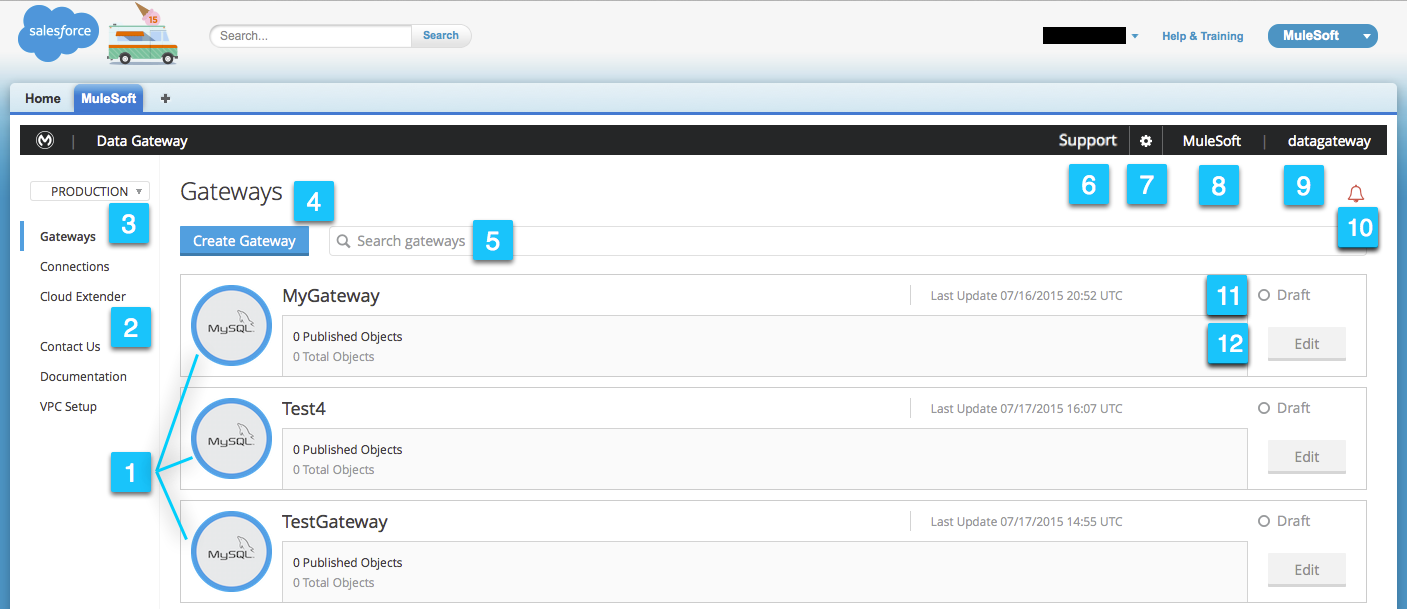 salesforce
15
Search...
Search
Help & Training
MuleSoft
Home
MuleSoft
+
Data Gateway
Support
MuleSoft
datagateway
PRODUCTION
3
Gateways
Connections
Cloud Extender
2
Contact Us
Documentation
VPC Setup
1
Gateways
4
6
7
8
9
10
Create Gateway
Search gateways
5
MySQL
MyGateway
Last Update 07/16/2015 20:52 UTC
11
Draft
0 Published Objects
0 Total Objects
12
Edit
MySQL
Test4
Last Update 07/17/2015 16:07 UTC
Draft
0 Published Objects
0 Total Objects
Edit
MySQL
TestGateway
Last Update 07/17/2015 14:55 UTC
Draft
0 Published Objects
0 Total Objects
Edit